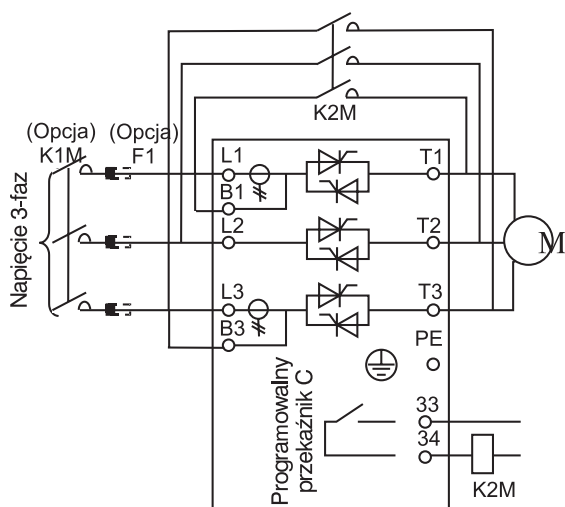 K2M
(Opcja) (Opcja)
K1M F1
Napięcie 3-faz
L1
B1
L2
L3
B3
T1
T2
T3
M
PE
Programowalny
przekaźnik C
33
34
K2M